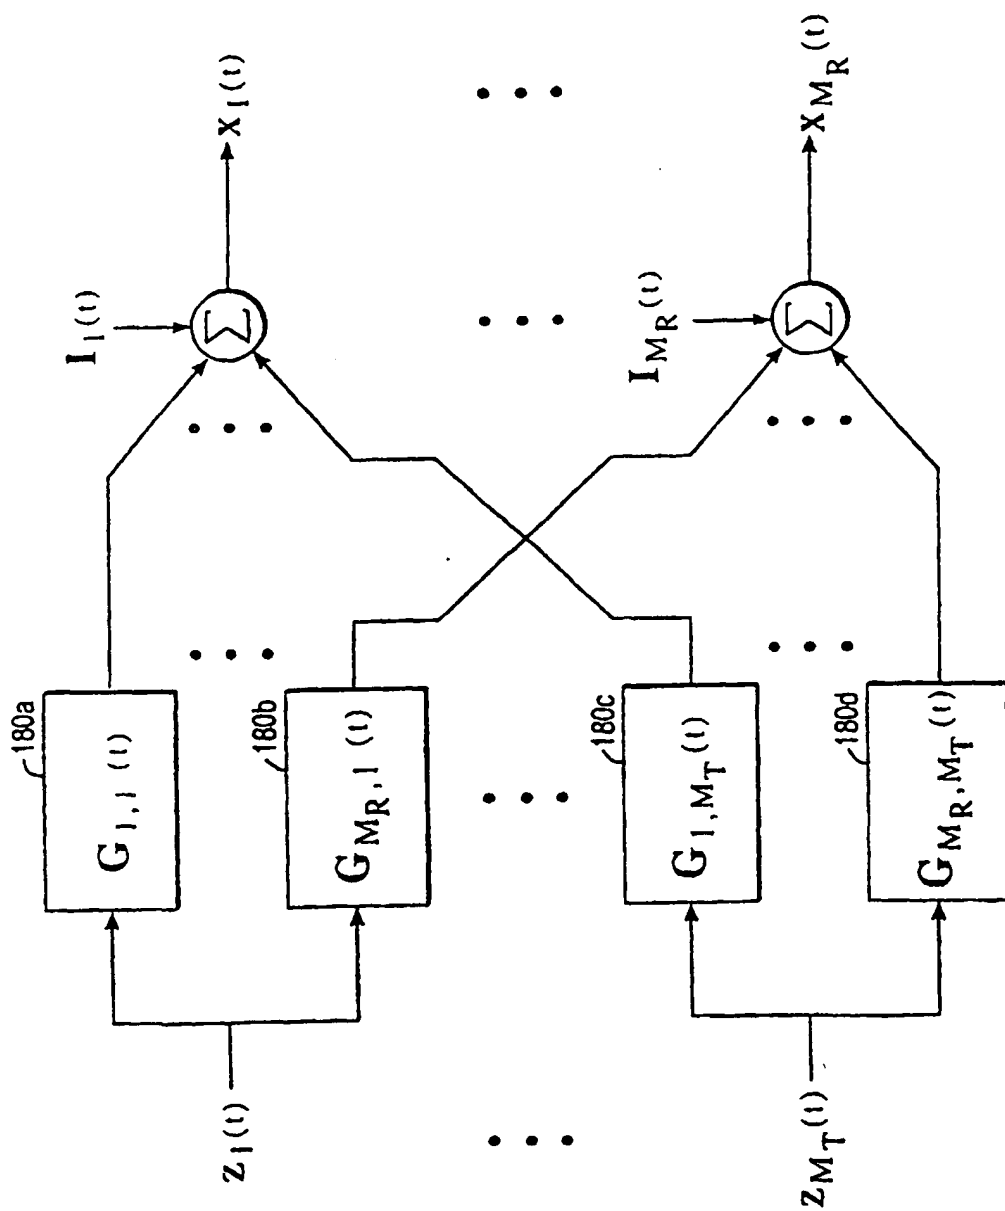 z1(t)
zMT(t)
180a
G1,1(t)
180b
GMR,1(t)
180c
G1,MT(t)
180d
GMR,MT(t)
I1(t)
Σ
x1(t)
IMR(t)
Σ
xMR(t)